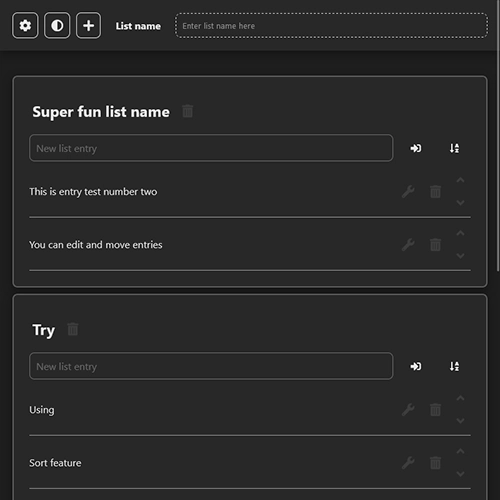 List name
Enter list name here
Super fun list name
New list entry
This is entry test number two
You can edit and move entries
Try
New list entry
Using
Sort feature